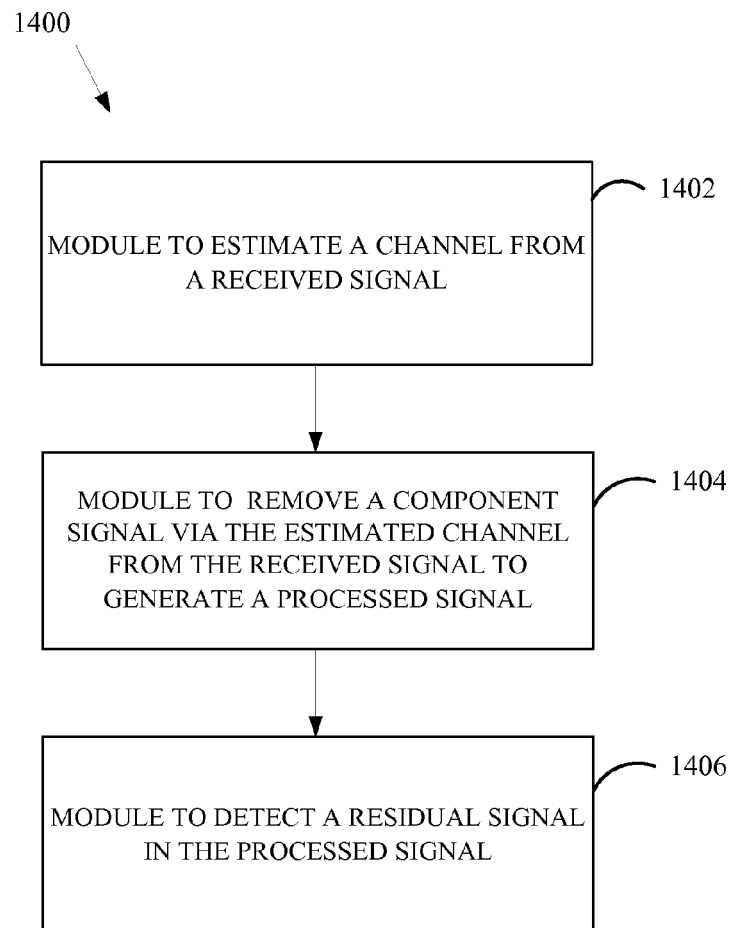 1400
1402
MODULE TO ESTIMATE A CHANNEL FROM
A RECEIVED SIGNAL
1404
MODULE TO REMOVE A COMPONENT
SIGNAL VIA THE ESTIMATED CHANNEL
FROM THE RECEIVED SIGNAL TO
GENERATE A PROCESSED SIGNAL
1406
MODULE TO DETECT A RESIDUAL SIGNAL
IN THE PROCESSED SIGNAL